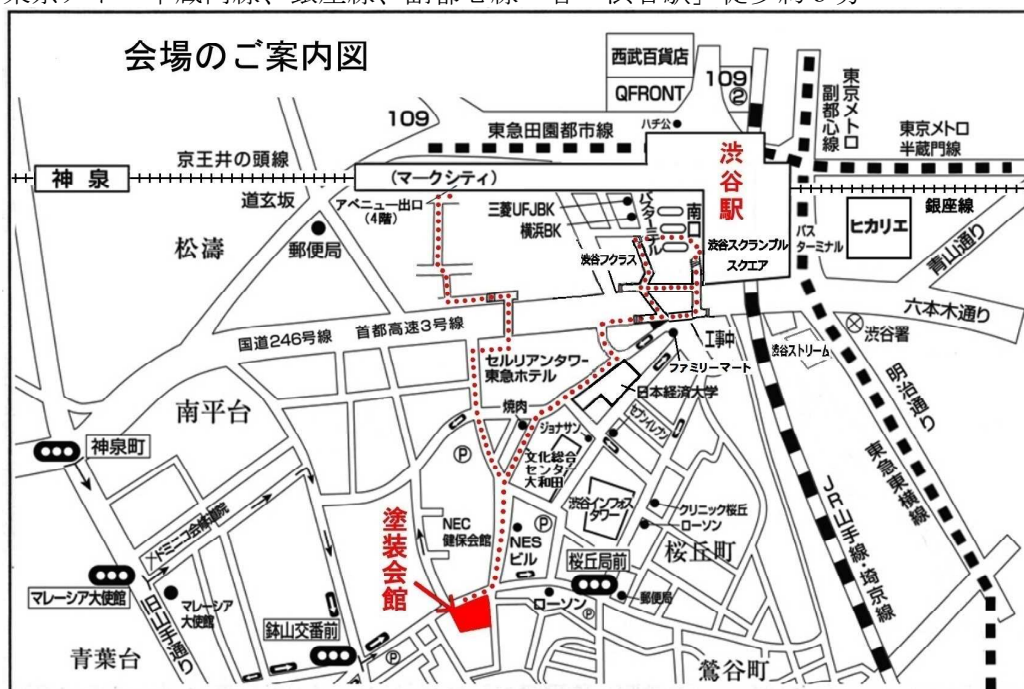 会場のご案内図
西武百貨店
QFRONT
109
②
109
ハチ公
東急田園都市線
東京メトロ
副都心線
東京メトロ
半蔵門線
京王井の頭線
神泉
(マークシティ)
渋谷駅
道玄坂
アベニュー出口
(4階)
三菱UFJBK
横浜BK
バスターミナル
南口
銀座線
ヒカリエ
バス
ターミナル
松濤
郵便局
渋谷フクラス
渋谷スクランブル
スクエア
青山通り
六本木通り
国道246号線
首都高速3号線
工事中
渋谷ストリーム
渋谷署
セルリアンタワー
東急ホテル
ファミリーマート
日本経済大学
明治通り
南平台
焼肉
ジョナサン
セブンイレブン
神泉町
P
文化総合
センター
大和田
東急東横線
渋谷インフォス
タワー
クリニック桜丘
ローソン
JR山手線・埼京線
塗装会館
NEC
健保会館
P
NES
ビル
桜丘町
桜丘局前
マレーシア大使館
マレーシア
大使館
旧山手通り
ローソン
P
郵便局
鉢山交番前
P
青葉台
鶯谷町